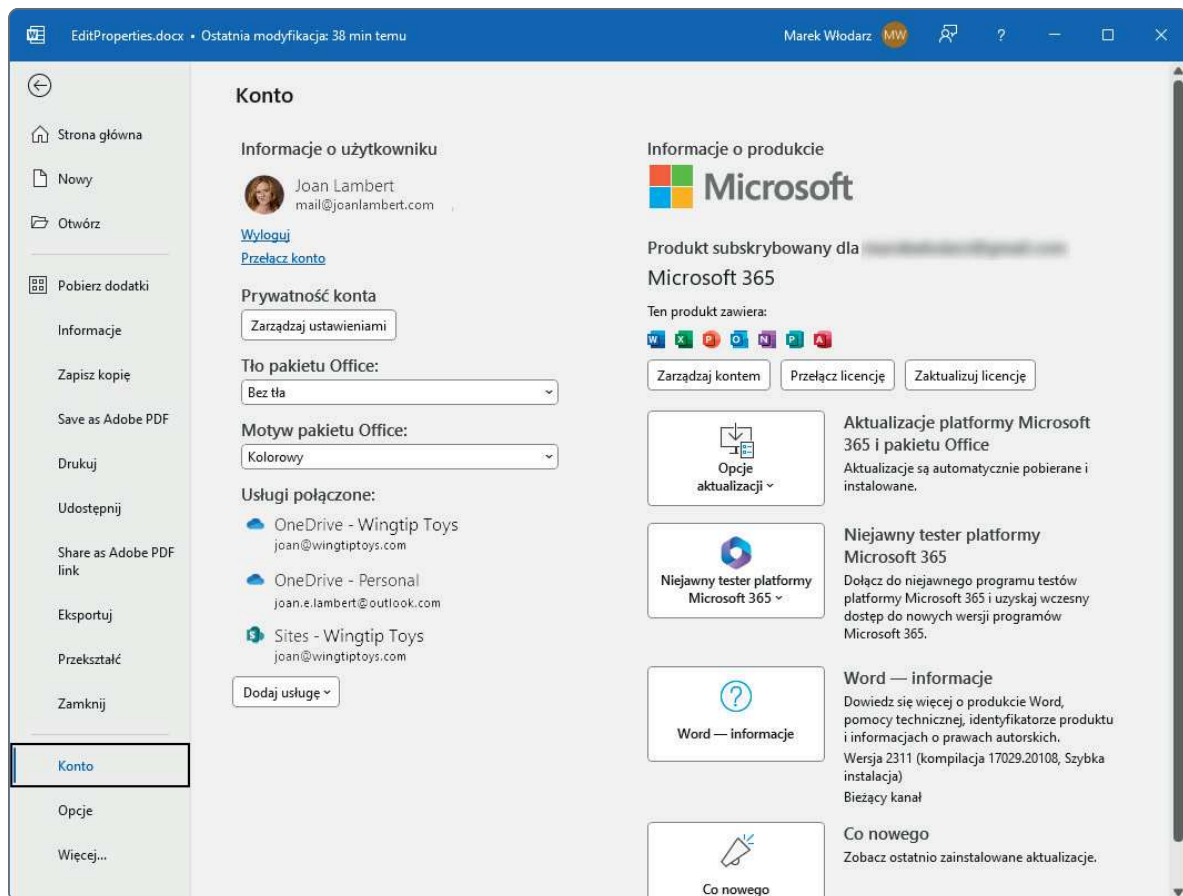 EditProperties.docx • Ostatnia modyfikacja: 38 min temu
Marek Włodarz MW
?
Strona główna
Nowy
Otwórz
Pobierz dodatki
Informacje
Zapisz kopię
Save as Adobe PDF
Drukuj
Udostępnij
Share as Adobe PDF
link
Eksportuj
Przekształć
Zamknij
Konto
Opcje
Więcej...
Konto
Informacje o użytkowniku
Joan Lambert
mail@joanlambert.com
Wyloguj
Przełącz konto
Prywatność konta
Zarządzaj ustawieniami
Tło pakietu Office:
Bez tła
Motyw pakietu Office:
Kolorowy
Usługi połączone:
OneDrive - Wingtip Toys
joan@wingtiptoys.com
OneDrive - Personal
joan.e.lambert@outlook.com
Sites - Wingtip Toys
joan@wingtiptoys.com
Dodaj usługę
Informacje o produkcie
Microsoft
Produkt subskrybowany dla
Microsoft 365
Ten produkt zawiera:
W X P O N P A
Zarządzaj kontem Przełącz licencję Zaktualizuj licencję
Opcje
aktualizacji
Aktualizacje platformy Microsoft
365 i pakietu Office
Aktualizacje są automatycznie pobierane i
instalowane.
Niejawny tester platformy
Microsoft 365
Niejawny tester platformy
Microsoft 365
Dołącz do niejawnego programu testów
platformy Microsoft 365 i uzyskaj wczesny
dostęp do nowych wersji programów
Microsoft 365.
Word — informacje
Word — informacje
Dowiedz się więcej o produkcie Word,
pomocy technicznej, identyfikatorze produktu
i informacjach o prawach autorskich.
Wersja 2311 (kompilacja 17029.20108, Szybka
instalacja)
Bieżący kanał
Co nowego
Co nowego
Zobacz ostatnio zainstalowane aktualizacje.